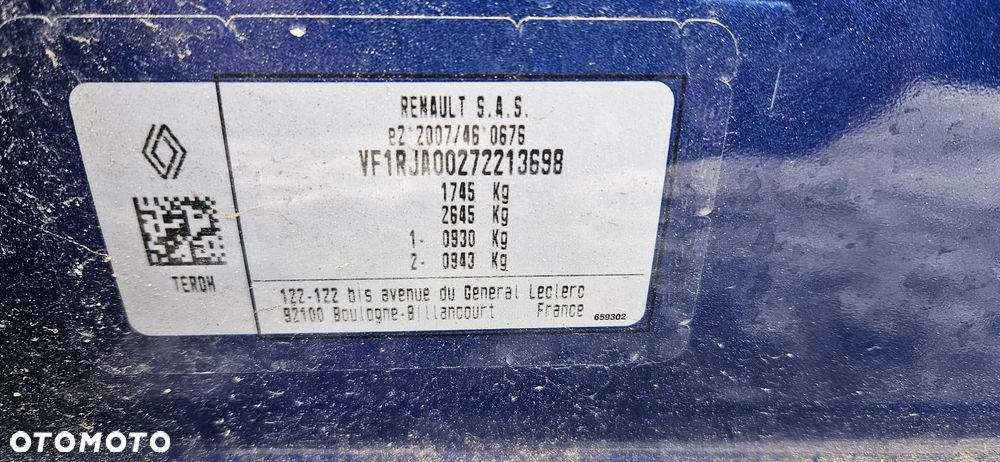 RENAULT S.A.S.
e2*2007/46*0676
VF1RJA00272213698
1745 Kg
2645 Kg
1- 0930 Kg
2- 0943 Kg
TERDH
122-122 bis avenue du General Leclerc
92100 Boulogne-Billancourt France
659302
OTOMOTO